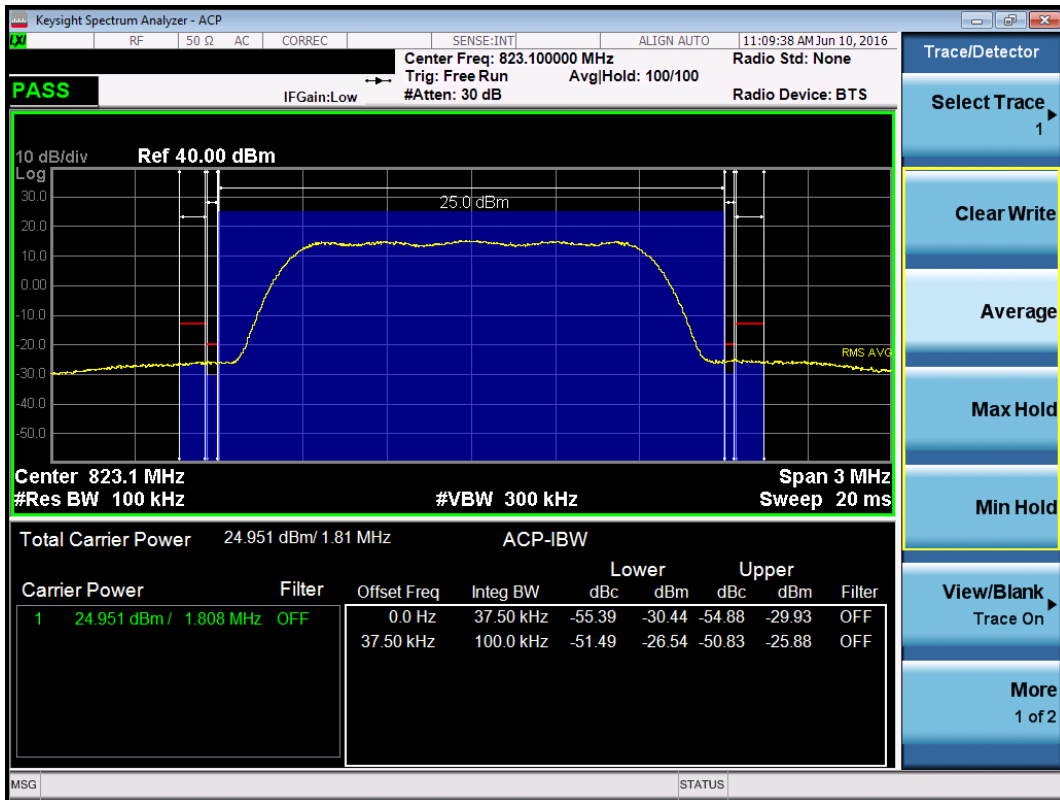 Keysight Spectrum Analyzer - ACP
LXI RF 50 Ω AC CORREC SENSE:INT ALIGN AUTO 11:09:38 AM Jun 10, 2016
Center Freq: 823.100000 MHz Radio Std: None
Trig: Free Run Avg|Hold: 100/100
PASS IFGain:Low #Atten: 30 dB Radio Device: BTS
10 dB/div Ref 40.00 dBm
Log
30.0
20.0
10.0
0.00
-10.0
-20.0
-30.0
-40.0
-50.0
25.0 dBm
RMS AVG
Center 823.1 MHz Span 3 MHz
#Res BW 100 kHz #VBW 300 kHz Sweep 20 ms
Total Carrier Power 24.951 dBm/ 1.81 MHz ACP-IBW
Lower Upper
Carrier Power Filter Offset Freq Integ BW dBc dBm dBc dBm Filter
1 24.951 dBm / 1.808 MHz OFF 0.0 Hz 37.50 kHz -55.39 -30.44 -54.88 -29.93 OFF
37.50 kHz 100.0 kHz -51.49 -26.54 -50.83 -25.88 OFF
MSG STATUS
Trace/Detector
Select Trace
1
Clear Write
Average
Max Hold
Min Hold
View/Blank
Trace On
More
1 of 2